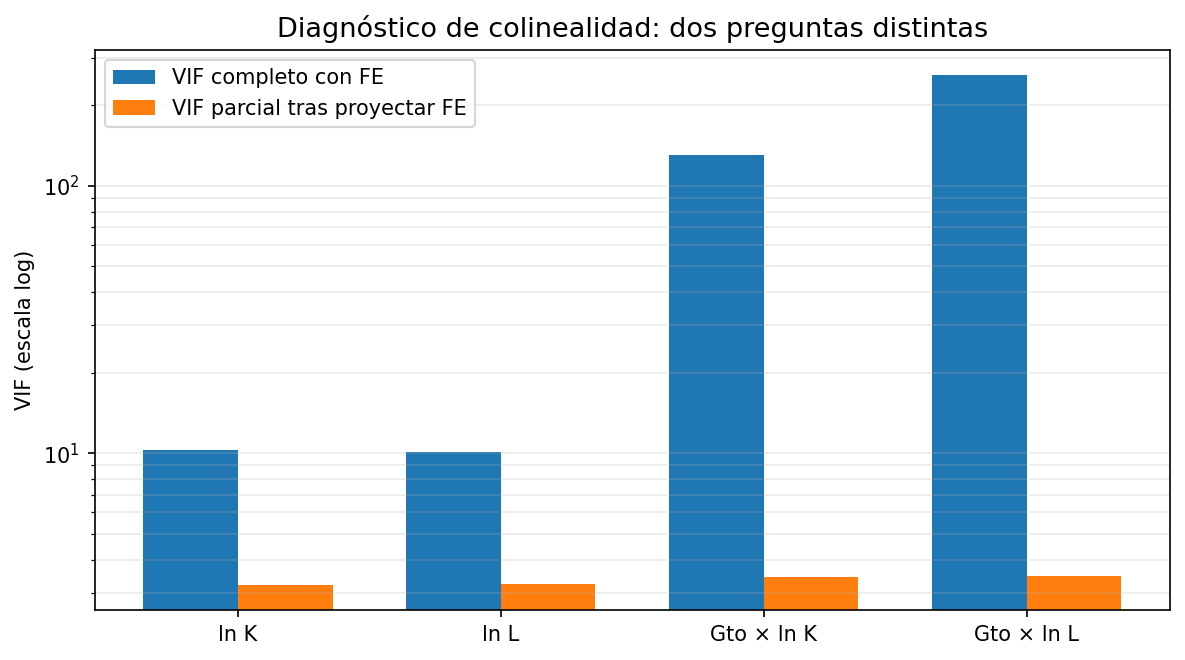 Diagnóstico de colinealidad: dos preguntas distintas
VIF completo con FE
VIF parcial tras proyectar FE
VIF (escala log)
10²
10¹
ln K
ln L
Gto × ln K
Gto × ln L